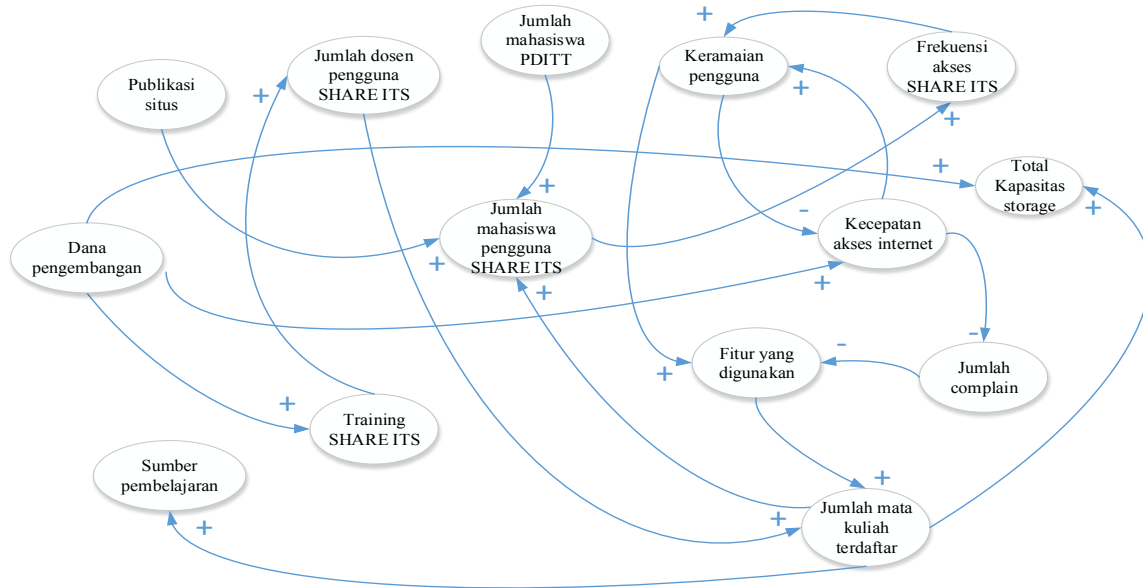 Jumlah
mahasiswa
PDITT
+
Keramaian
pengguna
+
Frekuensi
akses
SHARE ITS
+
Jumlah dosen
pengguna
SHARE ITS
+
Publikasi
situs
+
Total
Kapasitas
storage
+
+
Jumlah
mahasiswa
pengguna
SHARE ITS
+
+
+
-
Kecepatan
akses internet
+
Dana
pengembangan
-
Jumlah
complain
-
Fitur yang
digunakan
+
+
Training
SHARE ITS
Sumber
pembelajaran
+
+
+
Jumlah mata
kuliah
terdaftar